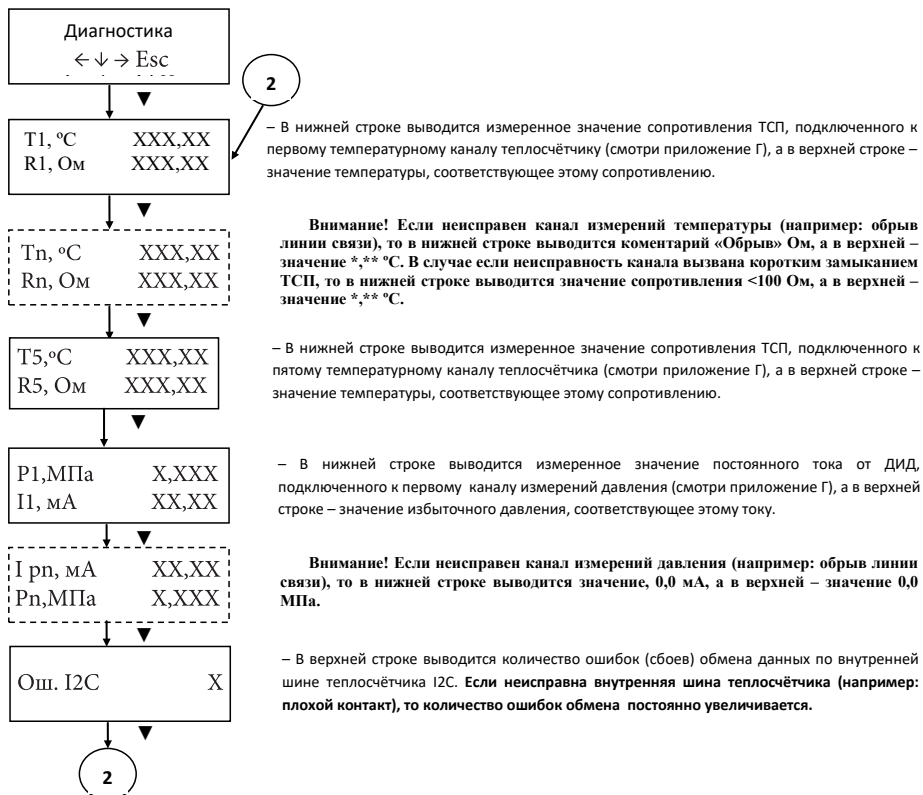 Диагностика
← ↓ → Esc
▼
2
T1, ºC XXX,XX
R1, Ом XXX,XX
– В нижней строке выводится измеренное значение сопротивления ТСП, подключенного к
первому температурному каналу теплосчётчику (смотри приложение Г), а в верхней строке –
значение температуры, соответствующее этому сопротивлению.
▼
Tn, ºC XXX,XX
Rn, Ом XXX,XX
Внимание! Если неисправен канал измерений температуры (например: обрыв
линии связи), то в нижней строке выводится коментарий «Обрыв» Ом, а в верхней –
значение *,** ºС. В случае если неисправность канала вызвана коротким замыканием
ТСП, то в нижней строке выводится значение сопротивления <100 Ом, а в верхней –
значение *,** ºС.
▼
T5,ºC XXX,XX
R5, Ом XXX,XX
– В нижней строке выводится измеренное значение сопротивления ТСП, подключенного к
пятому температурному каналу теплосчётчика (смотри приложение Г), а в верхней строке –
значение температуры, соответствующее этому сопротивлению.
▼
P1,МПа X,XXX
I1, мА XX,XX
– В нижней строке выводится измеренное значение постоянного тока от ДИД,
подключенного к первому каналу измерений давления (смотри приложение Г), а в верхней
строке – значение избыточного давления, соответствующее этому току.
▼
I pn, мА XX,XX
Pn,МПа X,XXX
Внимание! Если неисправен канал измерений давления (например: обрыв линии
связи), то в нижней строке выводится значение, 0,0 мА, а в верхней – значение 0,0
МПа.
▼
Ош. I2C X
– В верхней строке выводится количество ошибок (сбоев) обмена данных по внутренней
шине теплосчётчика I2C. Если неисправна внутренняя шина теплосчётчика (например:
плохой контакт), то количество ошибок обмена постоянно увеличивается.
▼
2